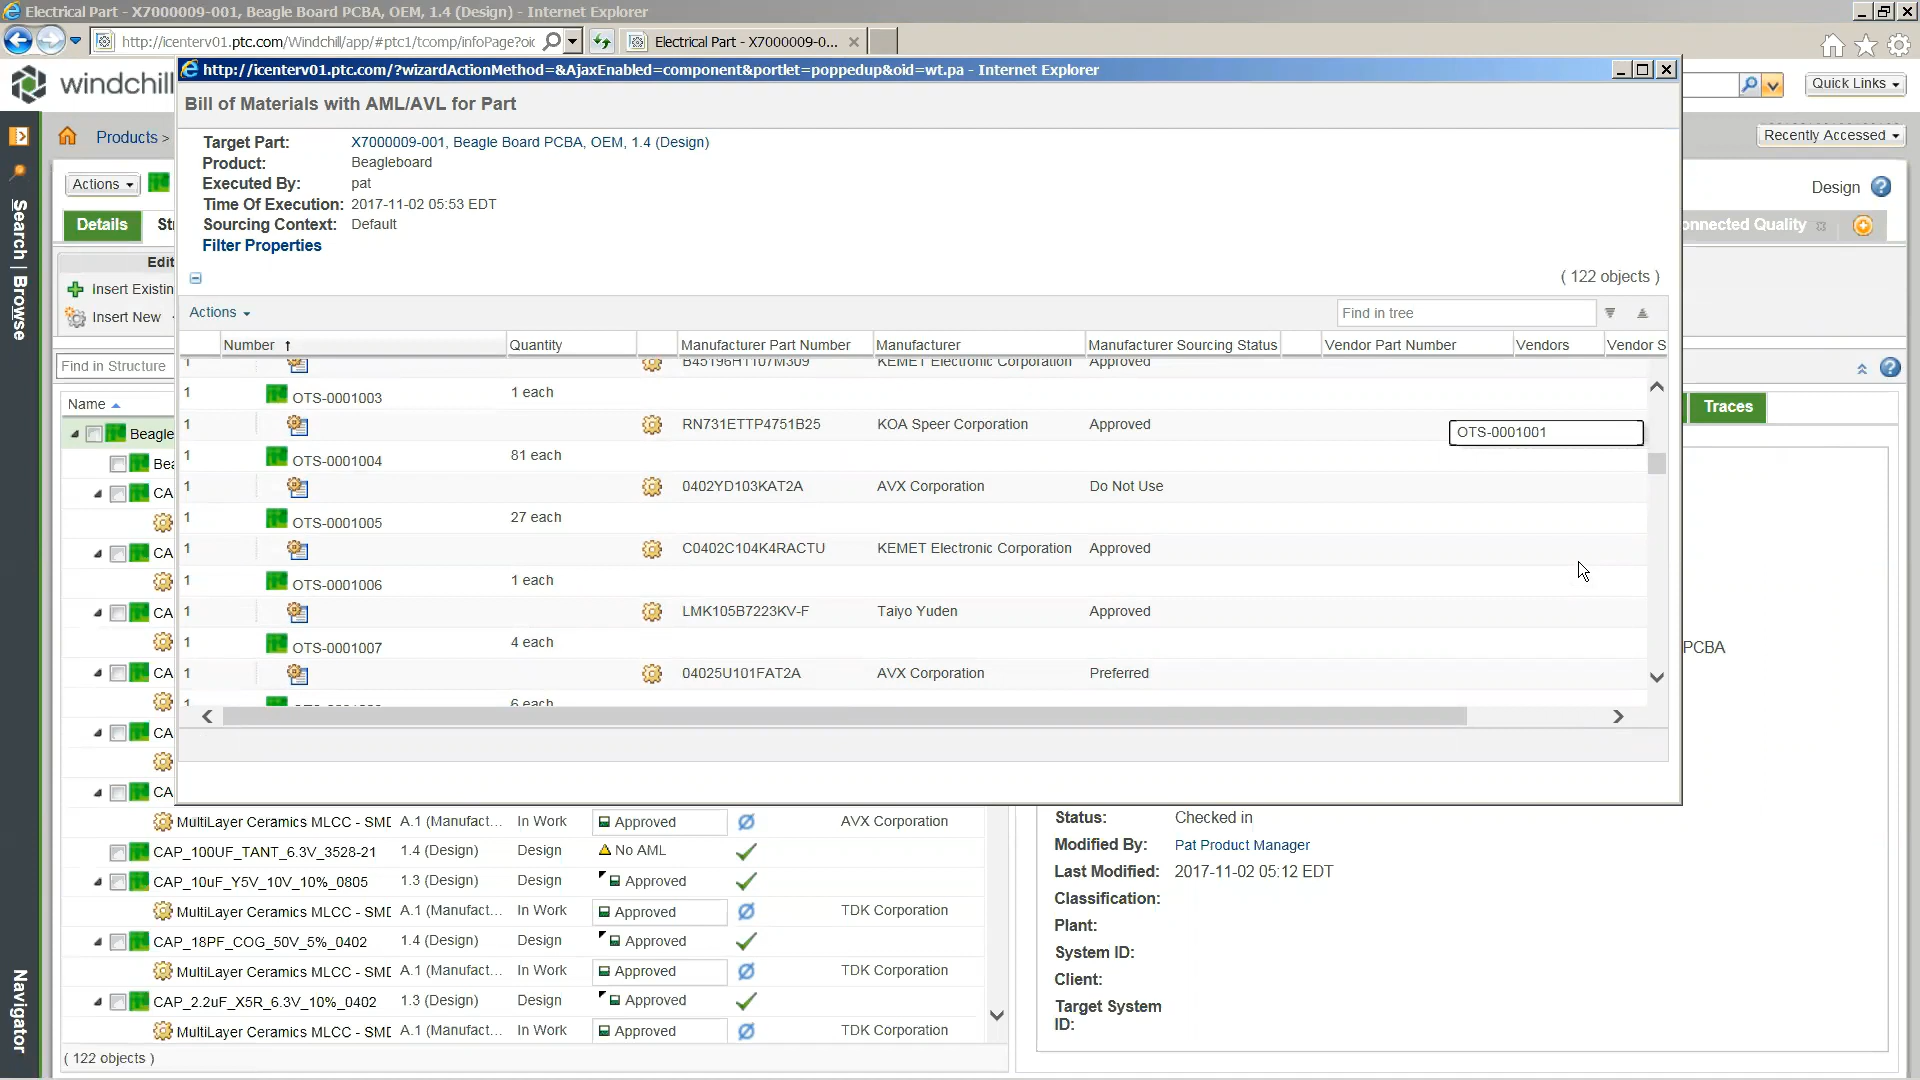 Electrical Part - X7000009-001, Beagle Board PCBA, OEM, 1.4 (Design) - Internet Explorer
http://icenterv01.ptc.com/Windchill/app/#ptc1/tcomp/infoPage?oic
Electrical Part - X7000009-0...
windchill
Quick Links
http://icenterv01.ptc.com/?wizardActionMethod=&AjaxEnabled=component&portlet=poppedup&oid=wt.pa - Internet Explorer
Bill of Materials with AML/AVL for Part
Products >
Recently Accessed
Target Part: X7000009-001, Beagle Board PCBA, OEM, 1.4 (Design)
Product: Beagleboard
Executed By: pat
Time Of Execution: 2017-11-02 05:53 EDT
Sourcing Context: Default
Filter Properties
Actions
Design
Details
onnected Quality
Search | Browse
Navigator
( 122 objects )
Insert Existin
Insert New
Actions
Find in tree
Number Quantity Manufacturer Part Number Manufacturer Manufacturer Sourcing Status Vendor Part Number Vendors Vendor S
1 B45196H1107M309 KEMET Electronic Corporation Approved
1 OTS-0001003 1 each
1 RN731ETTP4751B25 KOA Speer Corporation Approved
OTS-0001001
1 OTS-0001004 81 each
1 0402YD103KAT2A AVX Corporation Do Not Use
1 OTS-0001005 27 each
1 C0402C104K4RACTU KEMET Electronic Corporation Approved
1 OTS-0001006 1 each
1 LMK105B7223KV-F Taiyo Yuden Approved
1 OTS-0001007 4 each
1 04025U101FAT2A AVX Corporation Preferred
1 6 each
Find in Structure
Name
Beagle
Bea
CA
CA
CA
CA
CA
CA
Traces
PCBA
MultiLayer Ceramics MLCC - SMD A.1 (Manufact... In Work Approved AVX Corporation
CAP_100UF_TANT_6.3V_3528-21 1.4 (Design) Design No AML
CAP_10uF_Y5V_10V_10%_0805 1.3 (Design) Design Approved
MultiLayer Ceramics MLCC - SMD A.1 (Manufact... In Work Approved TDK Corporation
CAP_18PF_COG_50V_5%_0402 1.4 (Design) Design Approved
MultiLayer Ceramics MLCC - SMD A.1 (Manufact... In Work Approved TDK Corporation
CAP_2.2uF_X5R_6.3V_10%_0402 1.3 (Design) Design Approved
MultiLayer Ceramics MLCC - SMD A.1 (Manufact... In Work Approved TDK Corporation
( 122 objects )
Status: Checked in
Modified By: Pat Product Manager
Last Modified: 2017-11-02 05:12 EDT
Classification:
Plant:
System ID:
Client:
Target System
ID: